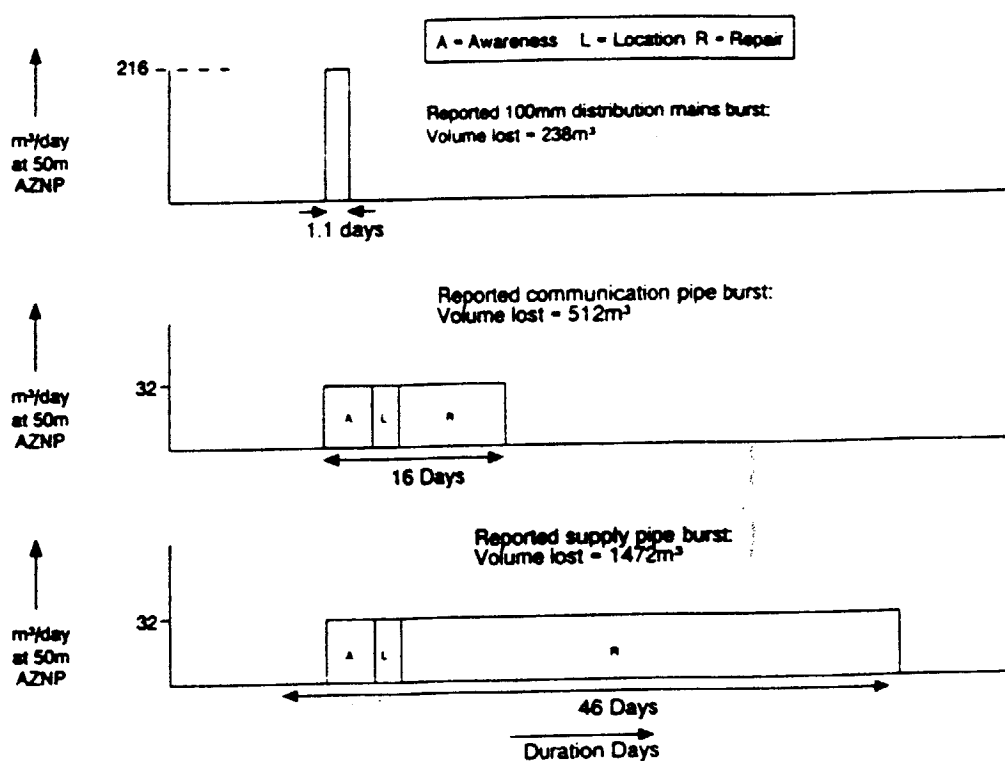 A = Awareness L = Location R = Repair
216
m³/day
at 50m
AZNP
Reported 100mm distribution mains burst:
Volume lost = 238m³
1.1 days
Reported communication pipe burst:
Volume lost = 512m³
32
m³/day
at 50m
AZNP
A
L
R
16 Days
Reported supply pipe burst:
Volume lost = 1472m³
32
m³/day
at 50m
AZNP
A
L
R
46 Days
Duration Days